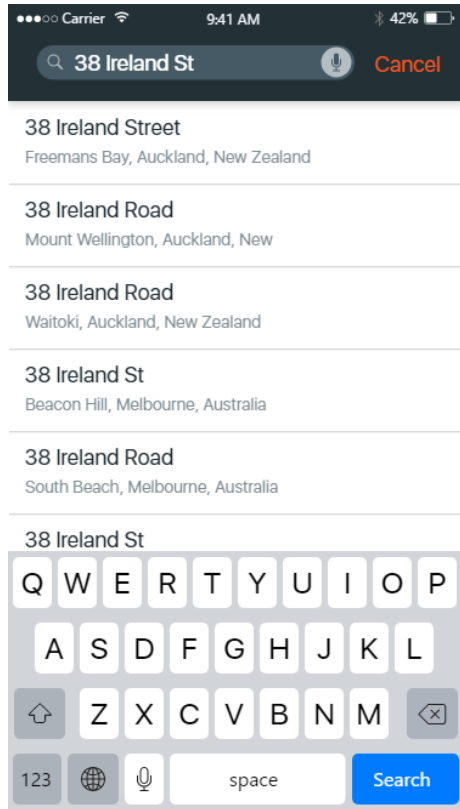 Carrier 9:41 AM 42%
38 Ireland St Cancel
38 Ireland Street
Freemans Bay, Auckland, New Zealand
38 Ireland Road
Mount Wellington, Auckland, New
38 Ireland Road
Waitoki, Auckland, New Zealand
38 Ireland St
Beacon Hill, Melbourne, Australia
38 Ireland Road
South Beach, Melbourne, Australia
38 Ireland St
Q W E R T Y U I O P
A S D F G H J K L
Z X C V B N M
123 space Search